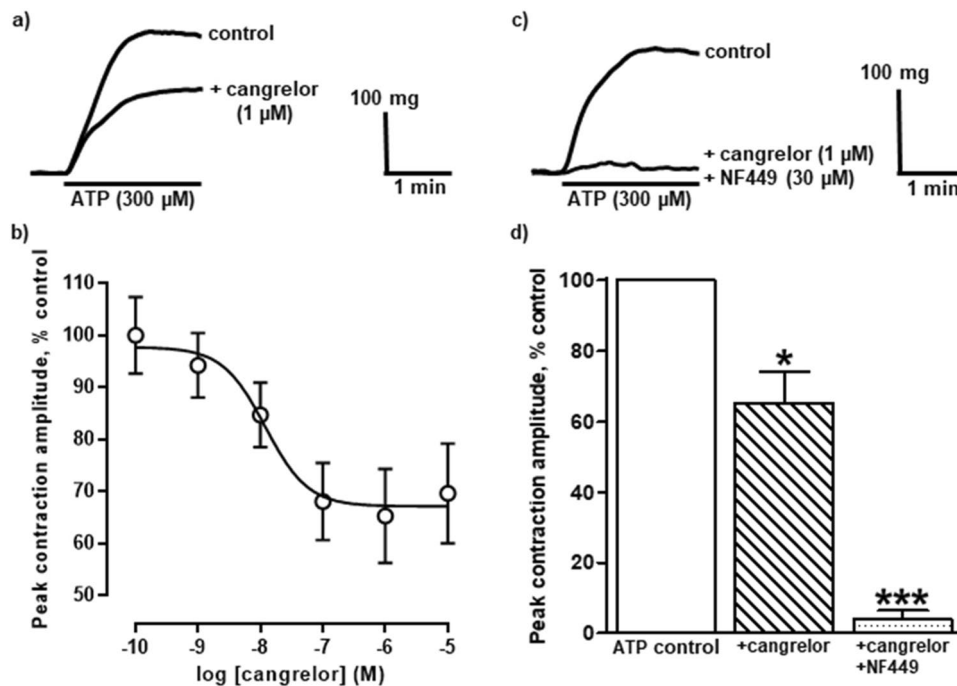 a)
control
+ cangrelor
(1 µM)
100 mg
1 min
ATP (300 µM)
c)
control
100 mg
+ cangrelor (1 µM)
+ NF449 (30 µM)
1 min
ATP (300 µM)
b)
Peak contraction amplitude, % control
110
100
90
80
70
60
50
-10 -9 -8 -7 -6 -5
log [cangrelor] (M)
d)
Peak contraction amplitude, % control
100
80
60
40
20
0
*
***
ATP control +cangrelor +cangrelor
+NF449